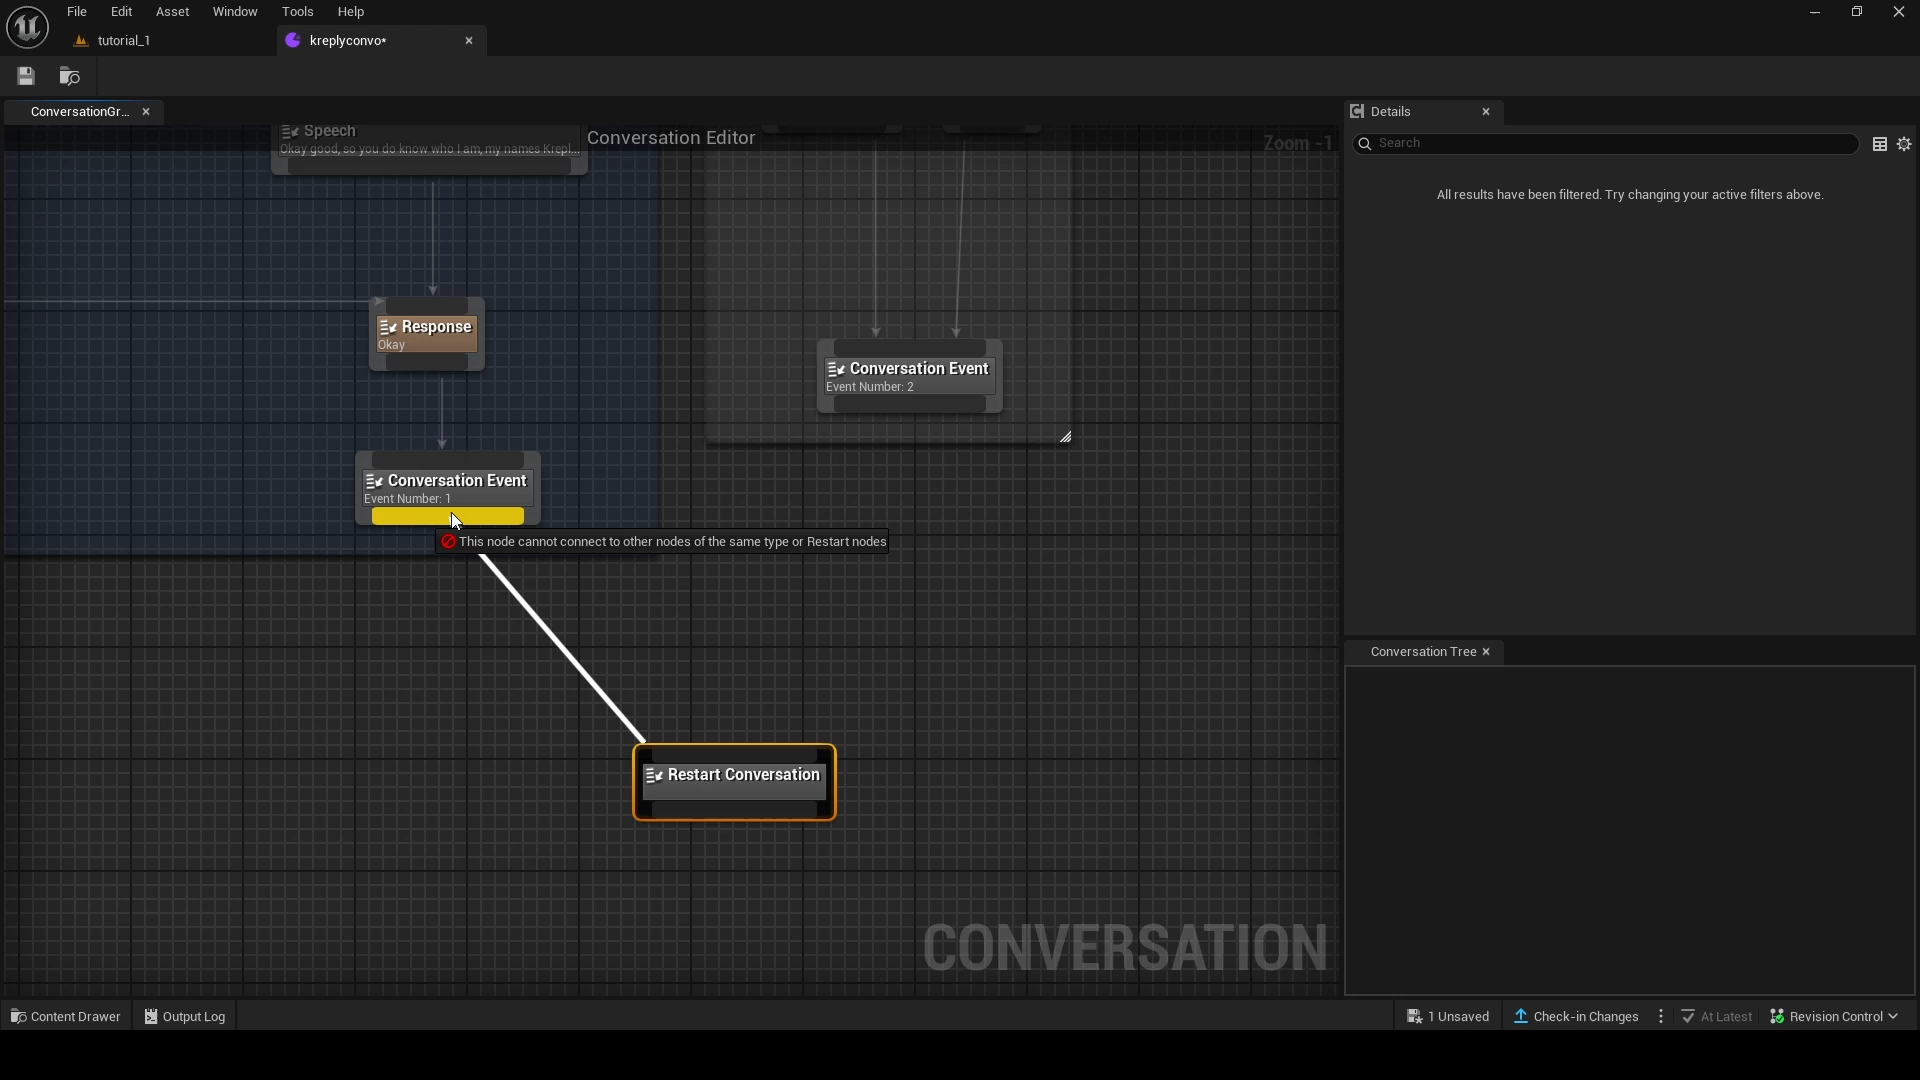 File Edit Asset Window Tools Help
tutorial_1
kreplyconvo*
ConversationGr...
Details
Speech
Okay good, so you do know who I am, my names Krepl...
Conversation Editor
Zoom -1
Search
All results have been filtered. Try changing your active filters above.
Response
Okay
Conversation Event
Event Number: 2
Conversation Event
Event Number: 1
This node cannot connect to other nodes of the same type or Restart nodes
Conversation Tree
Restart Conversation
CONVERSATION
Content Drawer
Output Log
1 Unsaved
Check-in Changes
At Latest
Revision Control